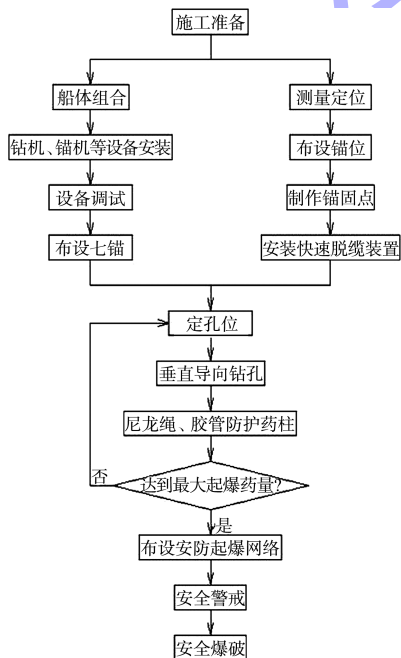 施工准备
船体组合
测量定位
钻机、锚机等设备安装
布设锚位
设备调试
制作锚固点
布设七锚
安装快速脱缆装置
定孔位
垂直导向钻孔
尼龙绳、胶管防护药柱
否
达到最大起爆药量?
是
布设安防起爆网络
安全警戒
安全爆破